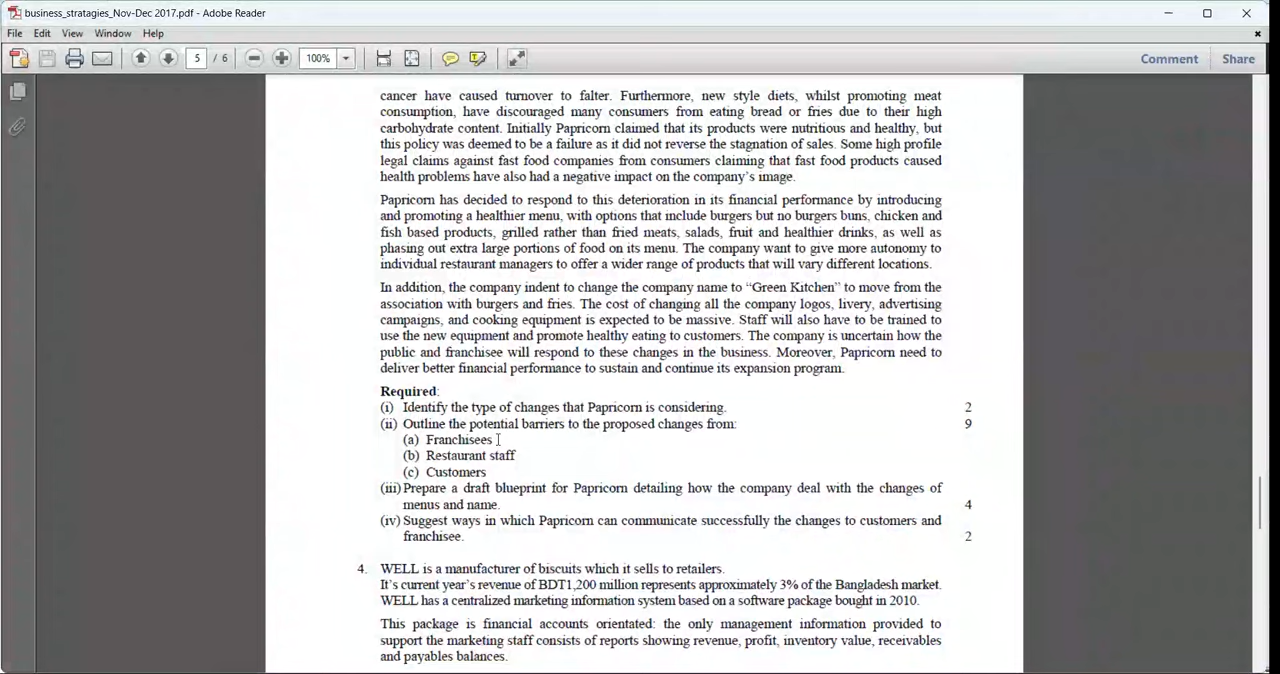 business_stratagies_Nov-Dec 2017.pdf - Adobe Reader
File Edit View Window Help
5 / 6 100% Comment Share
cancer have caused turnover to falter. Furthermore, new style diets, whilst promoting meat
consumption, have discouraged many consumers from eating bread or fries due to their high
carbohydrate content. Initially Papricorn claimed that its products were nutritious and healthy, but
this policy was deemed to be a failure as it did not reverse the stagnation of sales. Some high profile
legal claims against fast food companies from consumers claiming that fast food products caused
health problems have also had a negative impact on the company's image.
Papricorn has decided to respond to this deterioration in its financial performance by introducing
and promoting a healthier menu, with options that include burgers but no burgers buns, chicken and
fish based products, grilled rather than fried meats, salads, fruit and healthier drinks, as well as
phasing out extra large portions of food on its menu. The company want to give more autonomy to
individual restaurant managers to offer a wider range of products that will vary different locations.
In addition, the company indent to change the company name to "Green Kitchen" to move from the
association with burgers and fries. The cost of changing all the company logos, livery, advertising
campaigns, and cooking equipment is expected to be massive. Staff will also have to be trained to
use the new equipment and promote healthy eating to customers. The company is uncertain how the
public and franchisee will respond to these changes in the business. Moreover, Papricorn need to
deliver better financial performance to sustain and continue its expansion program.
Required:
(i) Identify the type of changes that Papricorn is considering. 2
(ii) Outline the potential barriers to the proposed changes from: 9
(a) Franchisees
(b) Restaurant staff
(c) Customers
(iii) Prepare a draft blueprint for Papricorn detailing how the company deal with the changes of
menus and name. 4
(iv) Suggest ways in which Papricorn can communicate successfully the changes to customers and
franchisee. 2
4. WELL is a manufacturer of biscuits which it sells to retailers.
It's current year's revenue of BDT1,200 million represents approximately 3% of the Bangladesh market.
WELL has a centralized marketing information system based on a software package bought in 2010.
This package is financial accounts orientated: the only management information provided to
support the marketing staff consists of reports showing revenue, profit, inventory value, receivables
and payables balances.